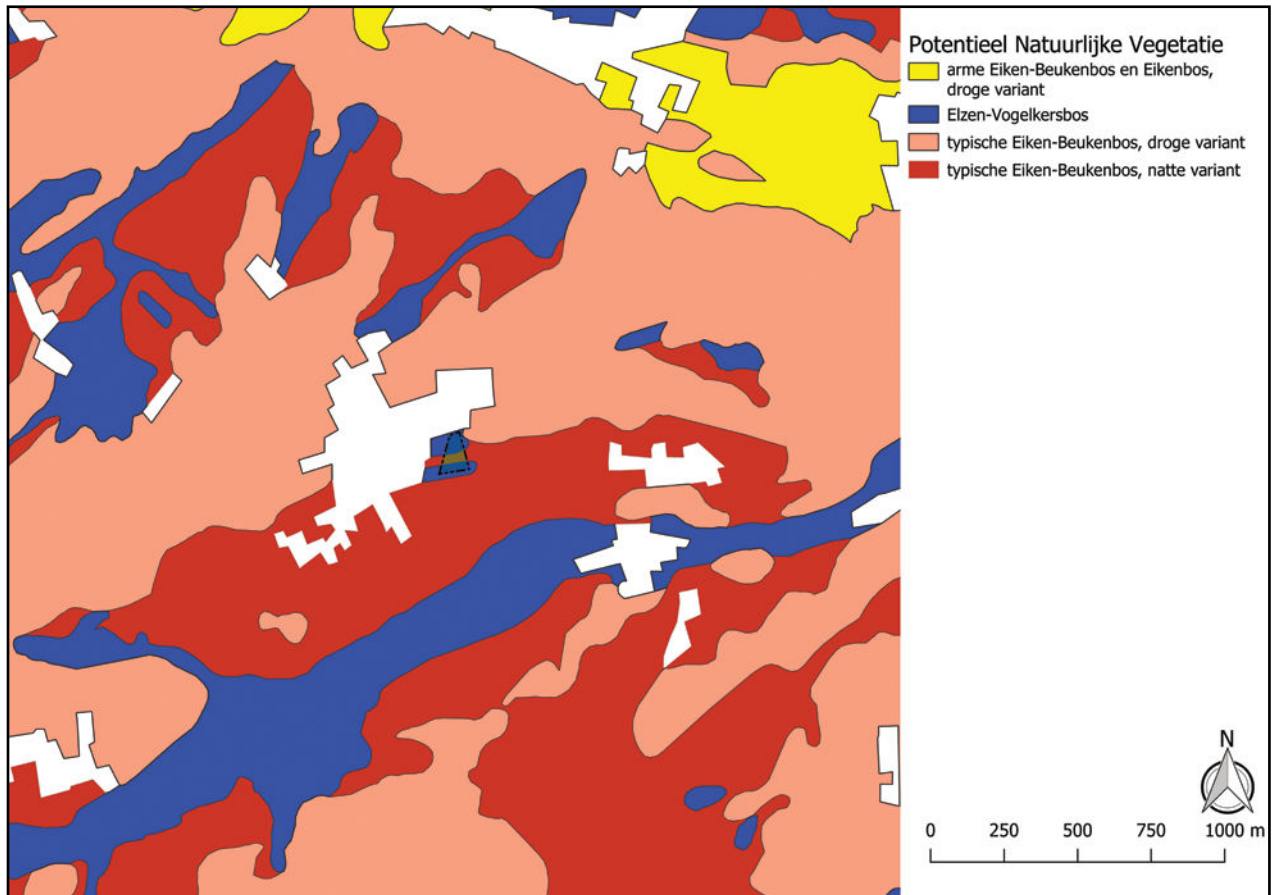 Potentieel Natuurlijke Vegetatie
arme Eiken-Beukenbos en Eikenbos,
droge variant
Elzen-Vogelkersbos
typische Eiken-Beukenbos, droge variant
typische Eiken-Beukenbos, natte variant
N
0 250 500 750 1000 m